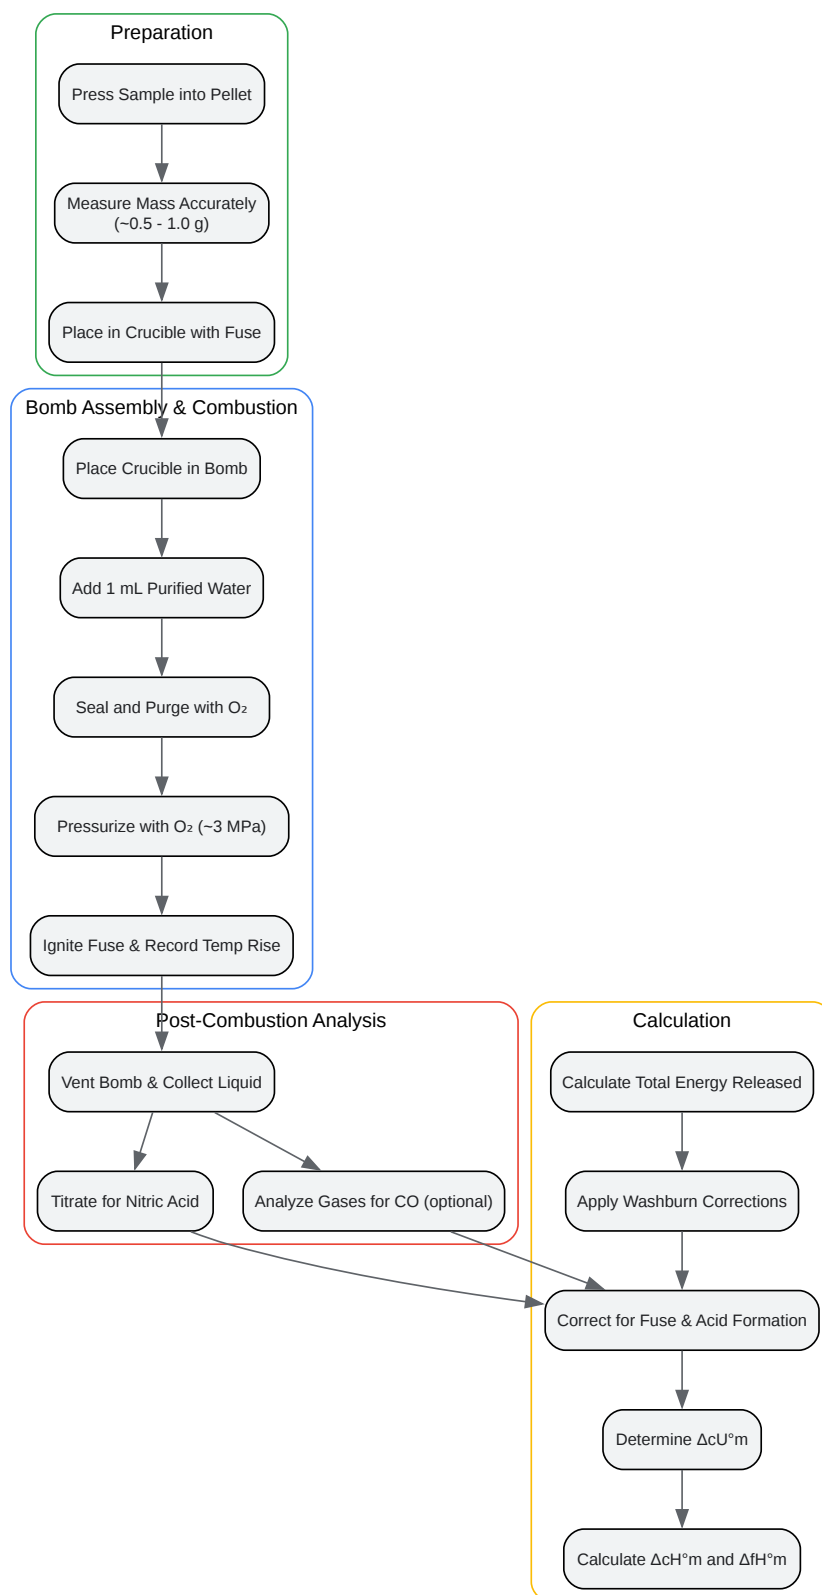 Preparation
Press Sample into Pellet
Measure Mass Accurately
(~0.5 - 1.0 g)
Place in Crucible with Fuse
Bomb Assembly & Combustion
Place Crucible in Bomb
Add 1 mL Purified Water
Seal and Purge with O₂
Pressurize with O₂ (~3 MPa)
Ignite Fuse & Record Temp Rise
Post-Combustion Analysis
Vent Bomb & Collect Liquid
Titrate for Nitric Acid
Analyze Gases for CO (optional)
Calculation
Calculate Total Energy Released
Apply Washburn Corrections
Correct for Fuse & Acid Formation
Determine ΔcU°m
Calculate ΔcH°m and ΔfH°m